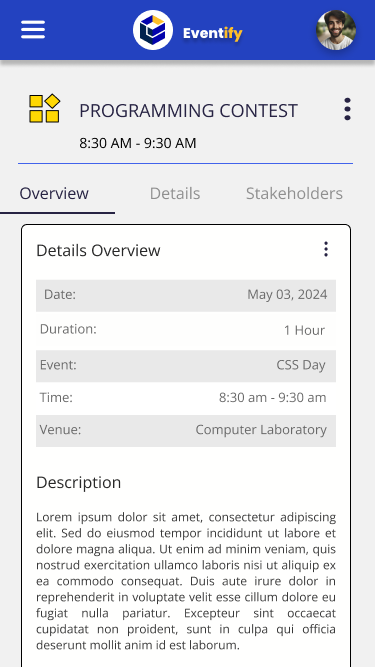 Eventify
PROGRAMMING CONTEST
8:30 AM - 9:30 AM
Overview
Details
Stakeholders
Details Overview
Date:
May 03, 2024
Duration:
1 Hour
Event:
CSS Day
Time:
8:30 am - 9:30 am
Venue:
Computer Laboratory
Description
Lorem ipsum dolor sit amet, consectetur adipiscing
elit. Sed do eiusmod tempor incididunt ut labore et
dolore magna aliqua. Ut enim ad minim veniam, quis
nostrud exercitation ullamco laboris nisi ut aliquip ex
ea commodo consequat. Duis aute irure dolor in
reprehenderit in voluptate velit esse cillum dolore eu
fugiat nulla pariatur. Excepteur sint occaecat
cupidatat non proident, sunt in culpa qui officia
deserunt mollit anim id est laborum.